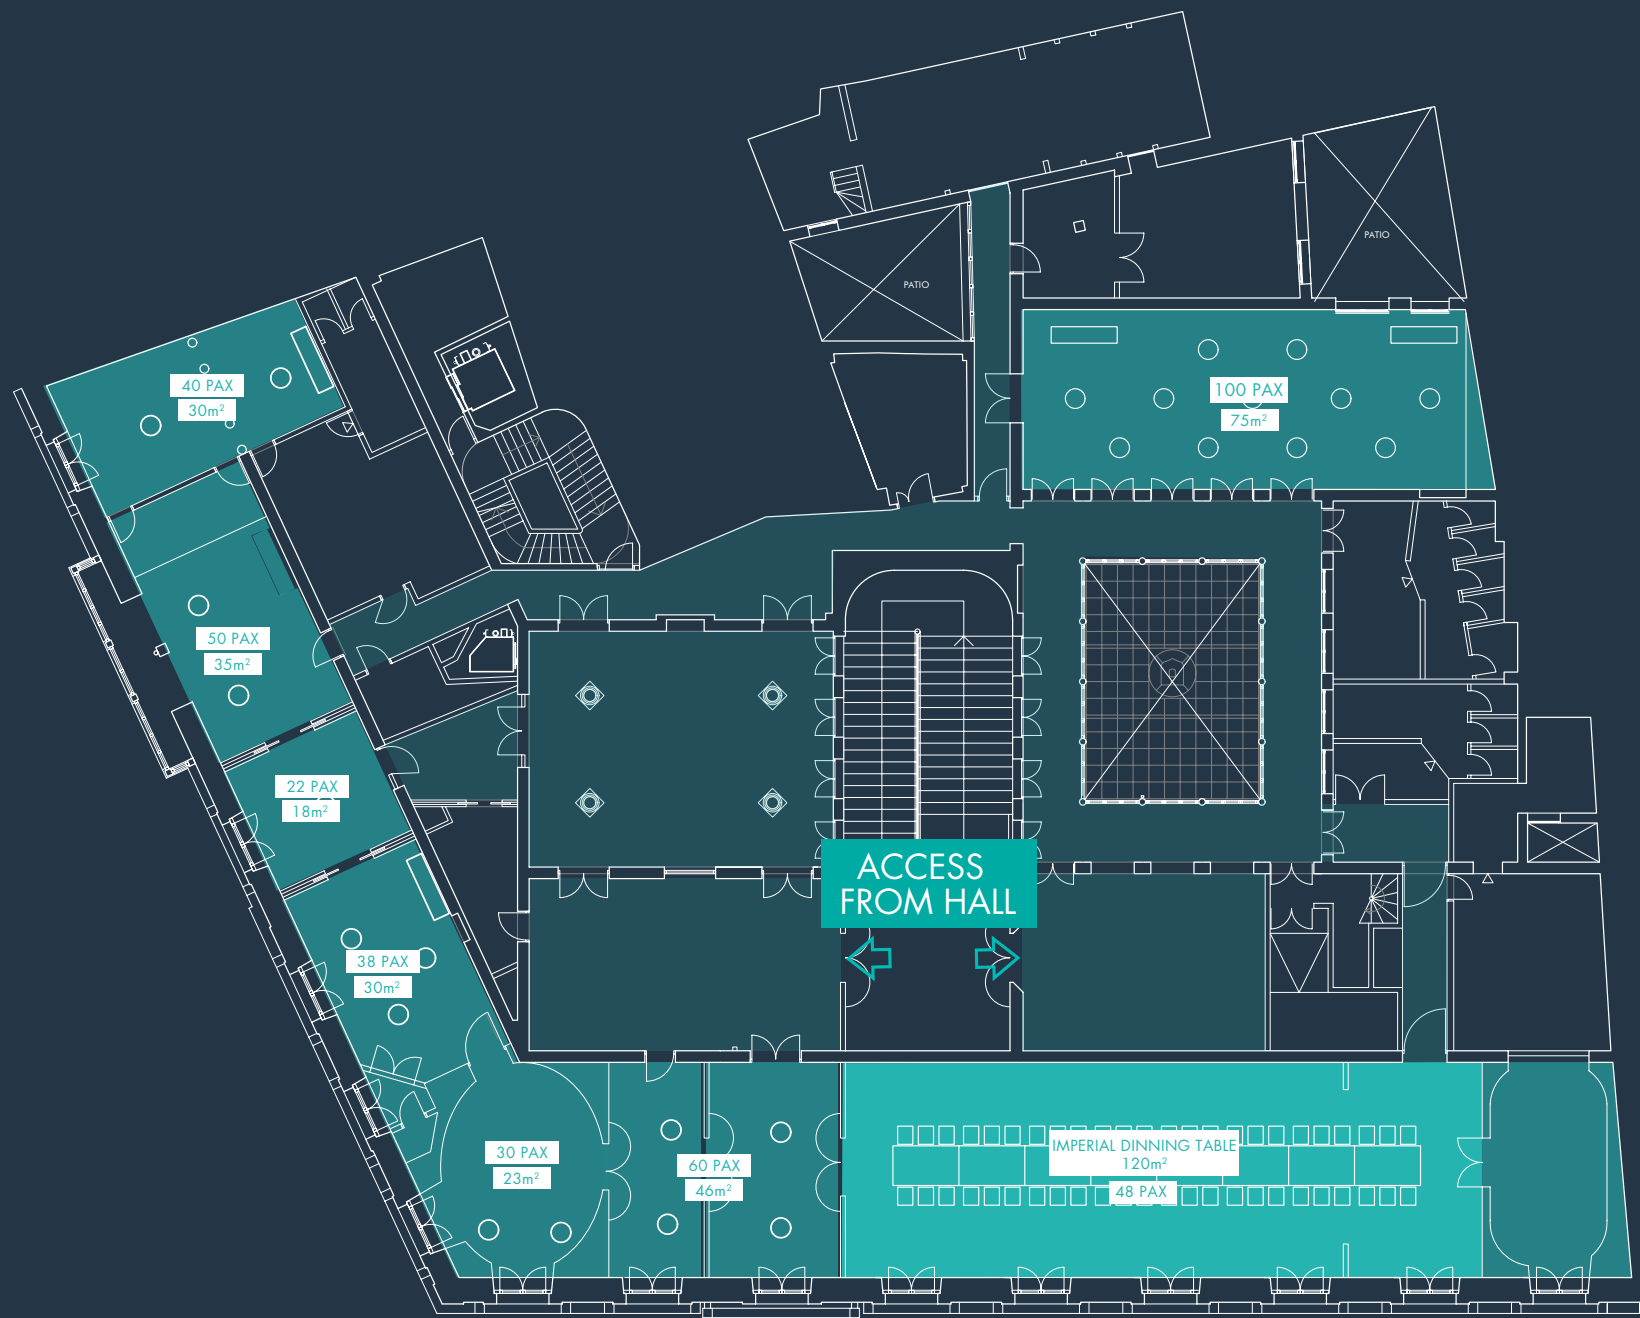 PATIO
PATIO
40 PAX
30m²
100 PAX
75m²
50 PAX
35m²
22 PAX
18m²
ACCESS
FROM HALL
38 PAX
30m²
30 PAX
23m²
60 PAX
46m²
IMPERIAL DINNING TABLE
120m²
48 PAX